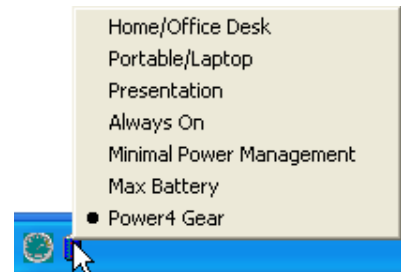 Home/Office Desk
Portable/Laptop
Presentation
Always On
Minimal Power Management
Max Battery
Power4 Gear